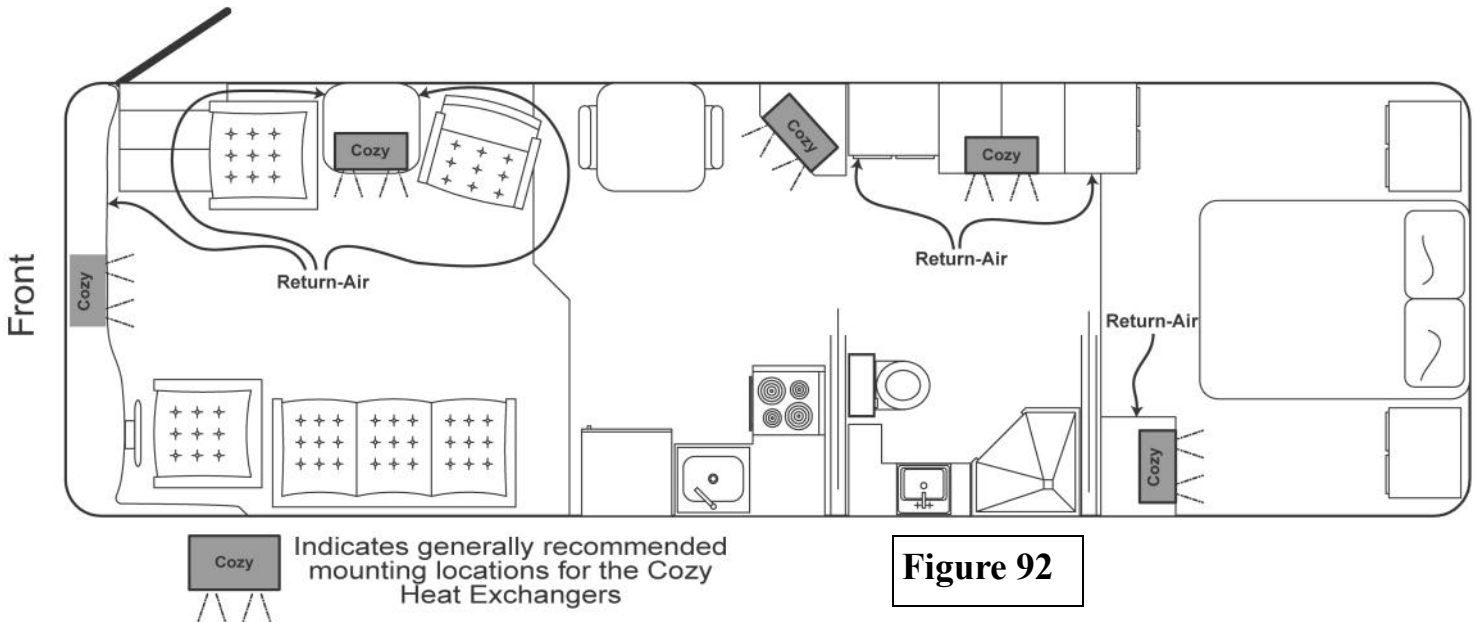 Cozy
Cozy
Cozy
Return-Air
Front
Cozy
Return-Air
Return-Air
Cozy
Cozy
Indicates generally recommended
mounting locations for the Cozy
Heat Exchangers
Figure 92